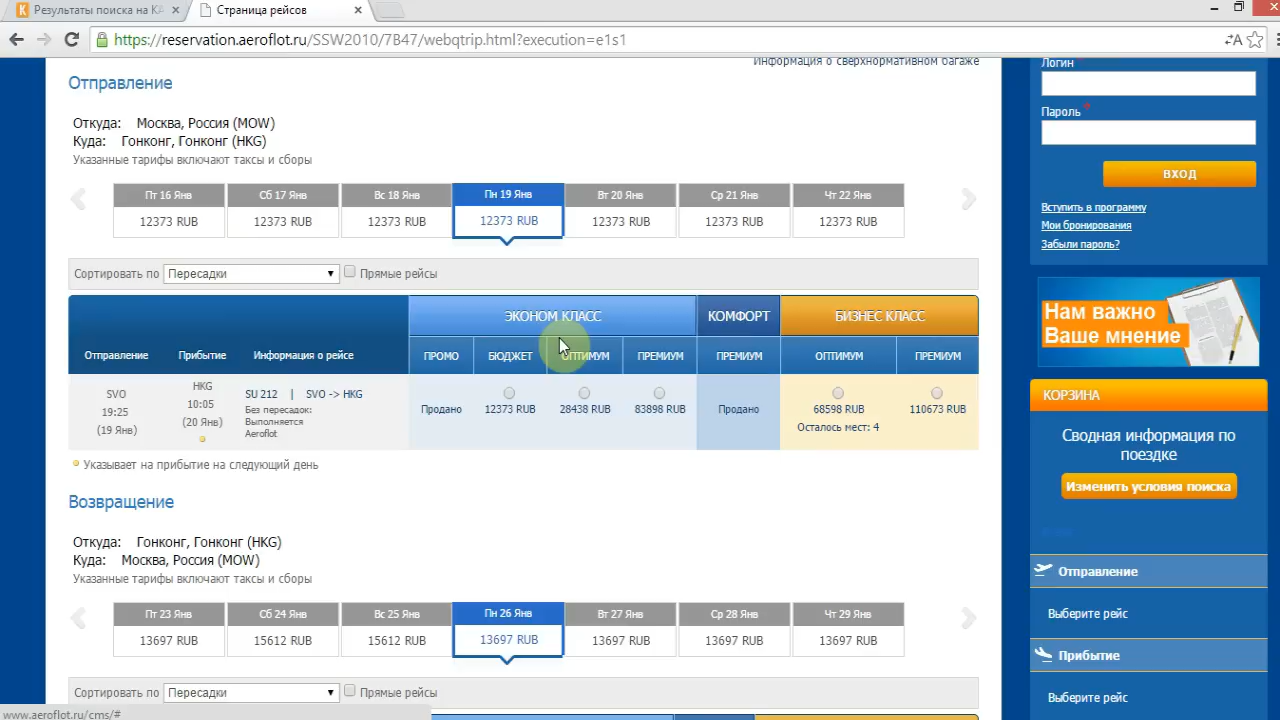 Результаты поиска на КА
Страница рейсов
https://reservation.aeroflot.ru/SSW2010/7B47/webqtrip.html?execution=e1s1
Информация о сверхнормативном багаже
Отправление
Откуда: Москва, Россия (MOW)
Куда: Гонконг, Гонконг (HKG)
Указанные тарифы включают таксы и сборы
Пт 16 Янв Сб 17 Янв Вс 18 Янв Пн 19 Янв Вт 20 Янв Ср 21 Янв Чт 22 Янв
12373 RUB 12373 RUB 12373 RUB 12373 RUB 12373 RUB 12373 RUB 12373 RUB
Сортировать по Пересадки Прямые рейсы
ЭКОНОМ КЛАСС КОМФОРТ БИЗНЕС КЛАСС
Отправление Прибытие Информация о рейсе ПРОМО БЮДЖЕТ ОПТИМУМ ПРЕМИУМ ПРЕМИУМ ОПТИМУМ ПРЕМИУМ
SVO
19:25
(19 Янв)
HKG
10:05
(20 Янв)
SU 212 | SVO -> HKG
Без пересадок:
Выполняется
Aeroflot
Продано 12373 RUB 28438 RUB 83898 RUB Продано 68598 RUB 110673 RUB
Осталось мест: 4
Указывает на прибытие на следующий день
Возвращение
Откуда: Гонконг, Гонконг (HKG)
Куда: Москва, Россия (MOW)
Указанные тарифы включают таксы и сборы
Пт 23 Янв Сб 24 Янв Вс 25 Янв Пн 26 Янв Вт 27 Янв Ср 28 Янв Чт 29 Янв
13697 RUB 15612 RUB 15612 RUB 13697 RUB 13697 RUB 13697 RUB 13697 RUB
Сортировать по Пересадки Прямые рейсы
www.aeroflot.ru/cms/#
Логин *
Пароль *
ВХОД
Вступить в программу
Мои бронирования
Забыли пароль?
Нам важно
Ваше мнение
КОРЗИНА
Сводная информация по
поездке
Изменить условия поиска
Отправление
Выберите рейс
Прибытие
Выберите рейс